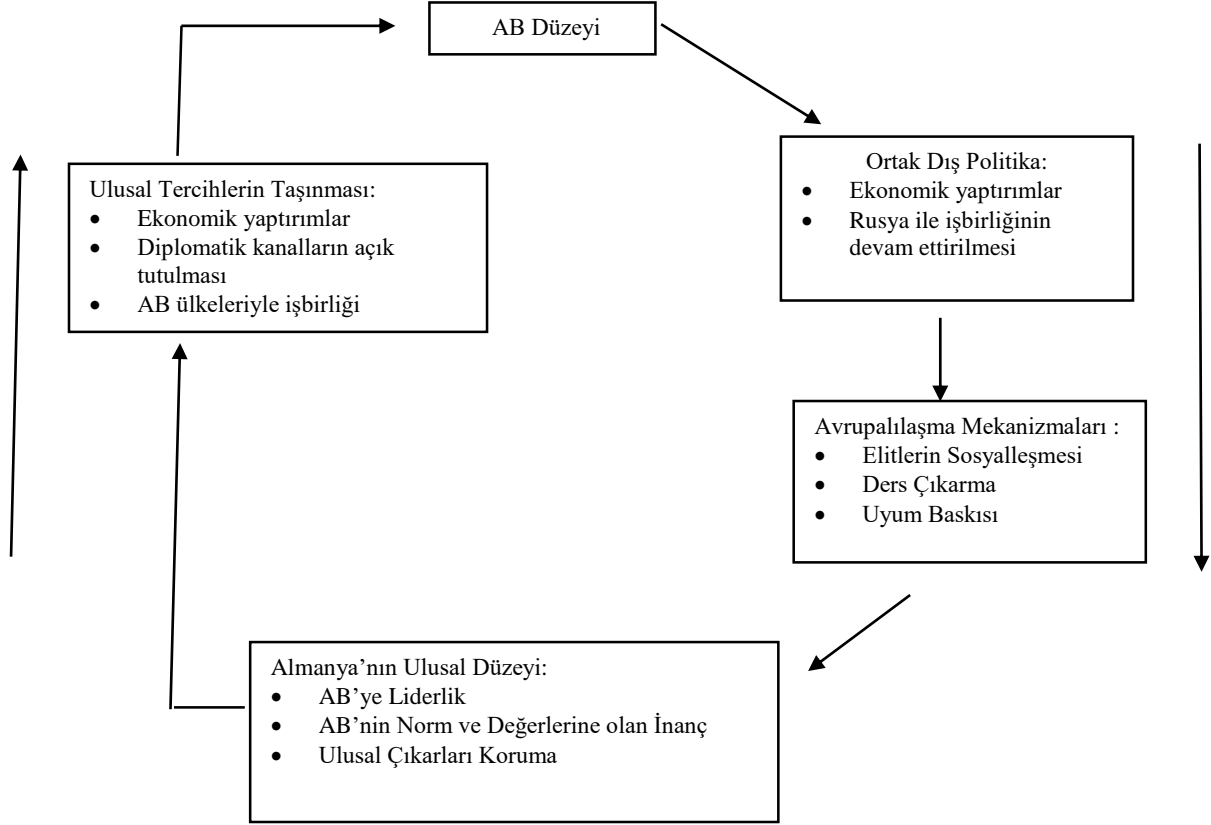 AB Düzeyi
Ortak Dış Politika:
• Ekonomik yaptırımlar
• Rusya ile işbirliğinin
devam ettirilmesi
Ulusal Tercihlerin Taşınması:
• Ekonomik yaptırımlar
• Diplomatik kanalların açık
tutulması
• AB ülkeleriyle işbirliği
Avrupalılaşma Mekanizmaları :
• Elitlerin Sosyalleşmesi
• Ders Çıkarma
• Uyum Baskısı
Almanya’nın Ulusal Düzeyi:
• AB’ye Liderlik
• AB’nin Norm ve Değerlerine olan İnanç
• Ulusal Çıkarları Koruma